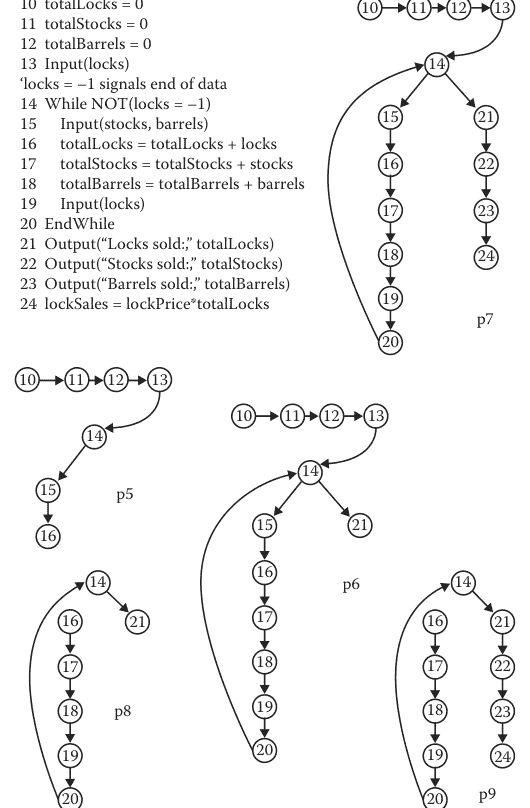 10 totalLocks = 0
11 totalStocks = 0
12 totalBarrels = 0
13 Input(locks)
‘locks = −1 signals end of data
14 While NOT(locks = −1)
15 Input(stocks, barrels)
16 totalLocks = totalLocks + locks
17 totalStocks = totalStocks + stocks
18 totalBarrels = totalBarrels + barrels
19 Input(locks)
20 EndWhile
21 Output(“Locks sold:,” totalLocks)
22 Output(“Stocks sold:,” totalStocks)
23 Output(“Barrels sold:,” totalBarrels)
24 lockSales = lockPrice*totalLocks
10 11 12 13
14
15 21
16 22
17 23
18 24
19
20
p7
10 11 12 13
14
15
16
p5
10 11 12 13
14
15 21
16
17
18
19
20
p6
14
16 21
17
18
19
20
p8
14
16 21
17 22
18 23
19 24
20
p9